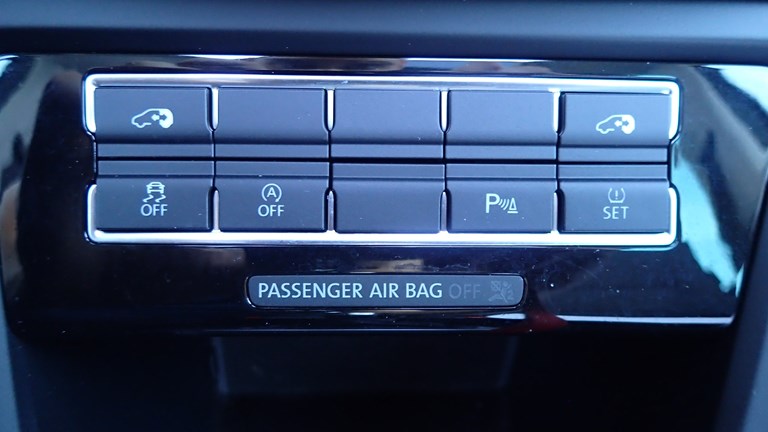 OFF
A
OFF
P
SET
PASSENGER AIR BAG OFF